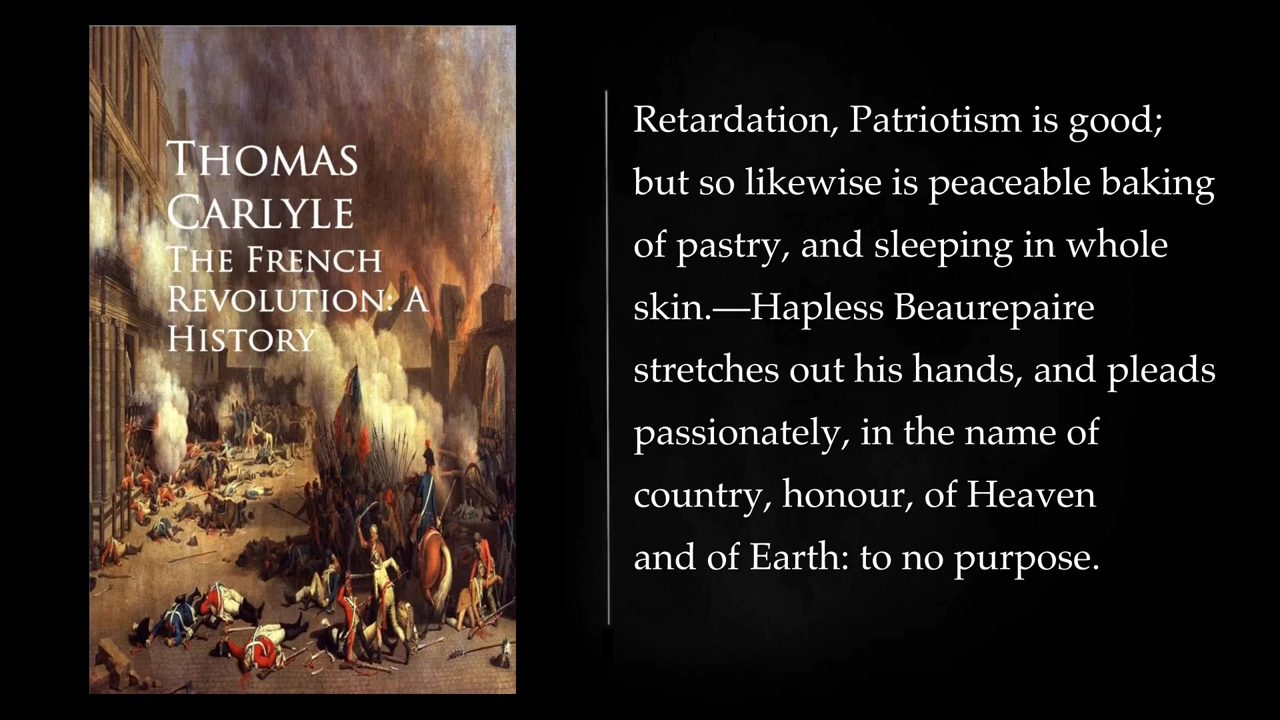 THOMAS
CARLYLE
THE FRENCH
REVOLUTION: A
HISTORY
Retardation, Patriotism is good;
but so likewise is peaceable baking
of pastry, and sleeping in whole
skin.—Hapless Beaurepaire
stretches out his hands, and pleads
passionately, in the name of
country, honour, of Heaven
and of Earth: to no purpose.